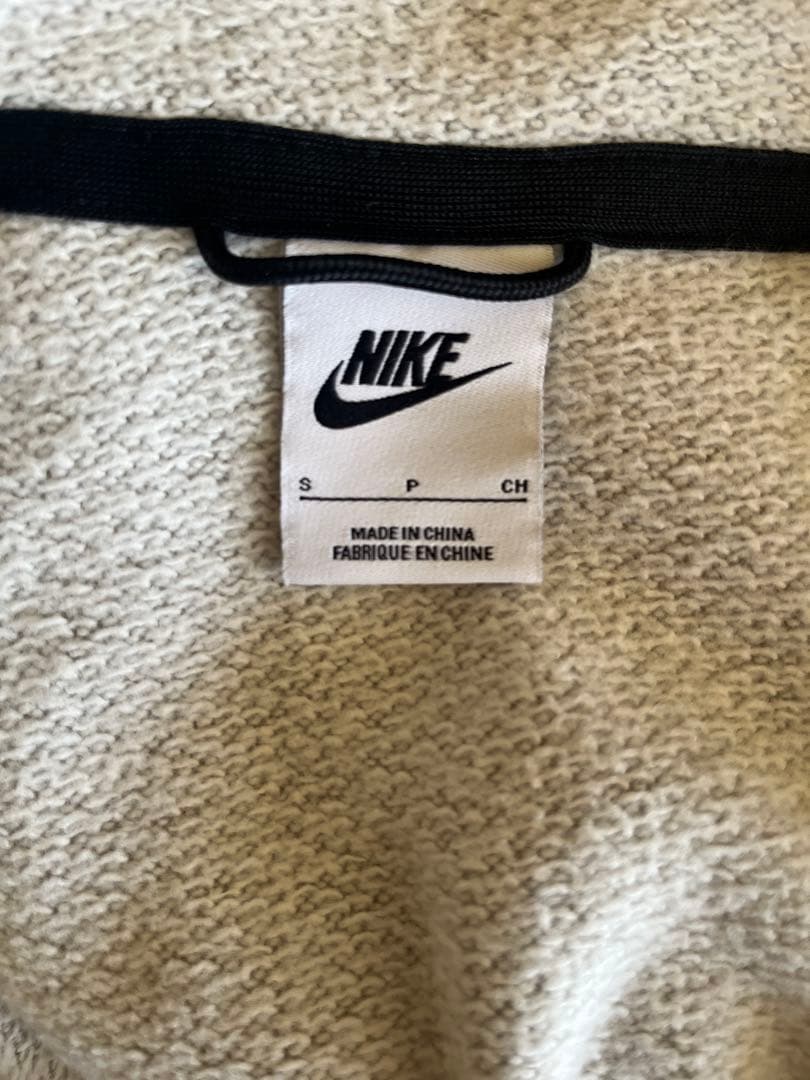 NIKE
S P CH
MADE IN CHINA
FABRIQUE EN CHINE